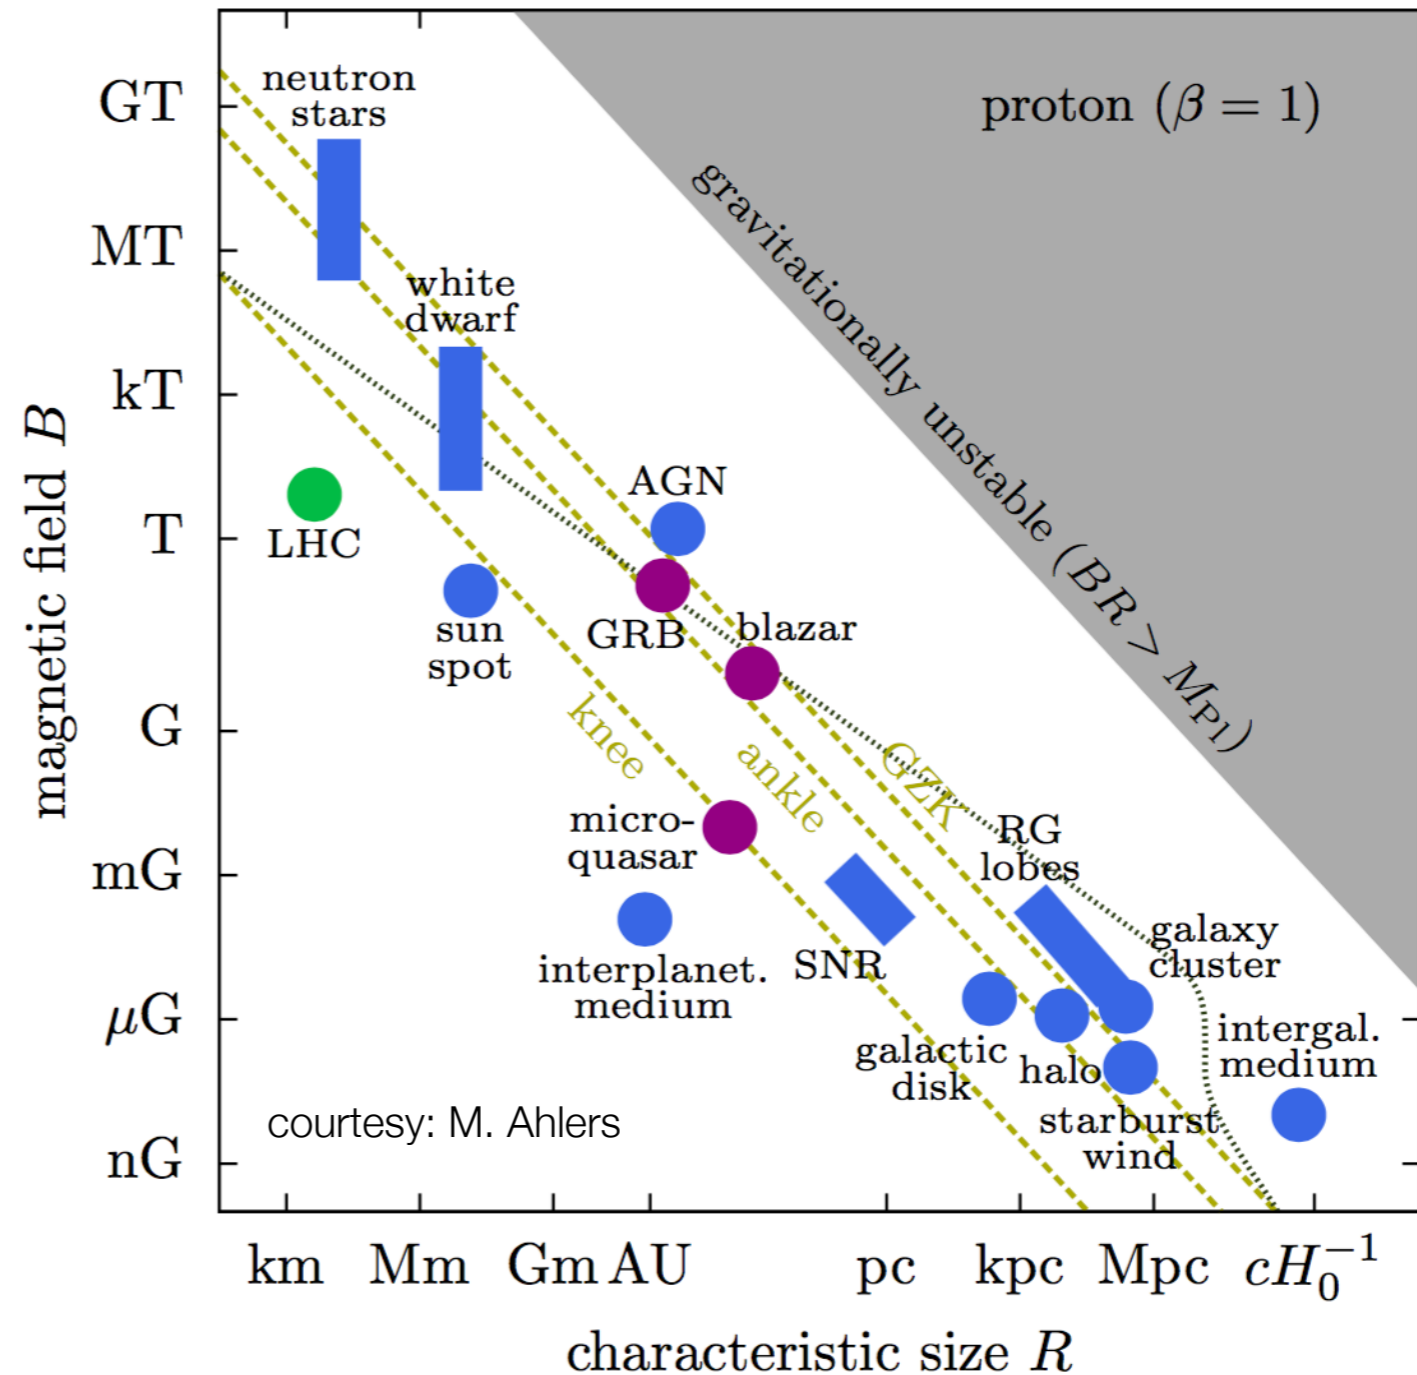 GT
MT
kT
T
G
mG
μG
nG
magnetic field B
neutron
stars
white
dwarf
proton (β = 1)
gravitationally unstable (BR > M_Pl)
LHC
AGN
sun
spot
GRB
blazar
knee
ankle
GZK
micro-
quasar
RG
lobes
interplanet.
medium
SNR
galaxy
cluster
galactic
disk
halo
intergal.
medium
starburst
wind
courtesy: M. Ahlers
km Mm Gm AU pc kpc Mpc cH₀⁻¹
characteristic size R